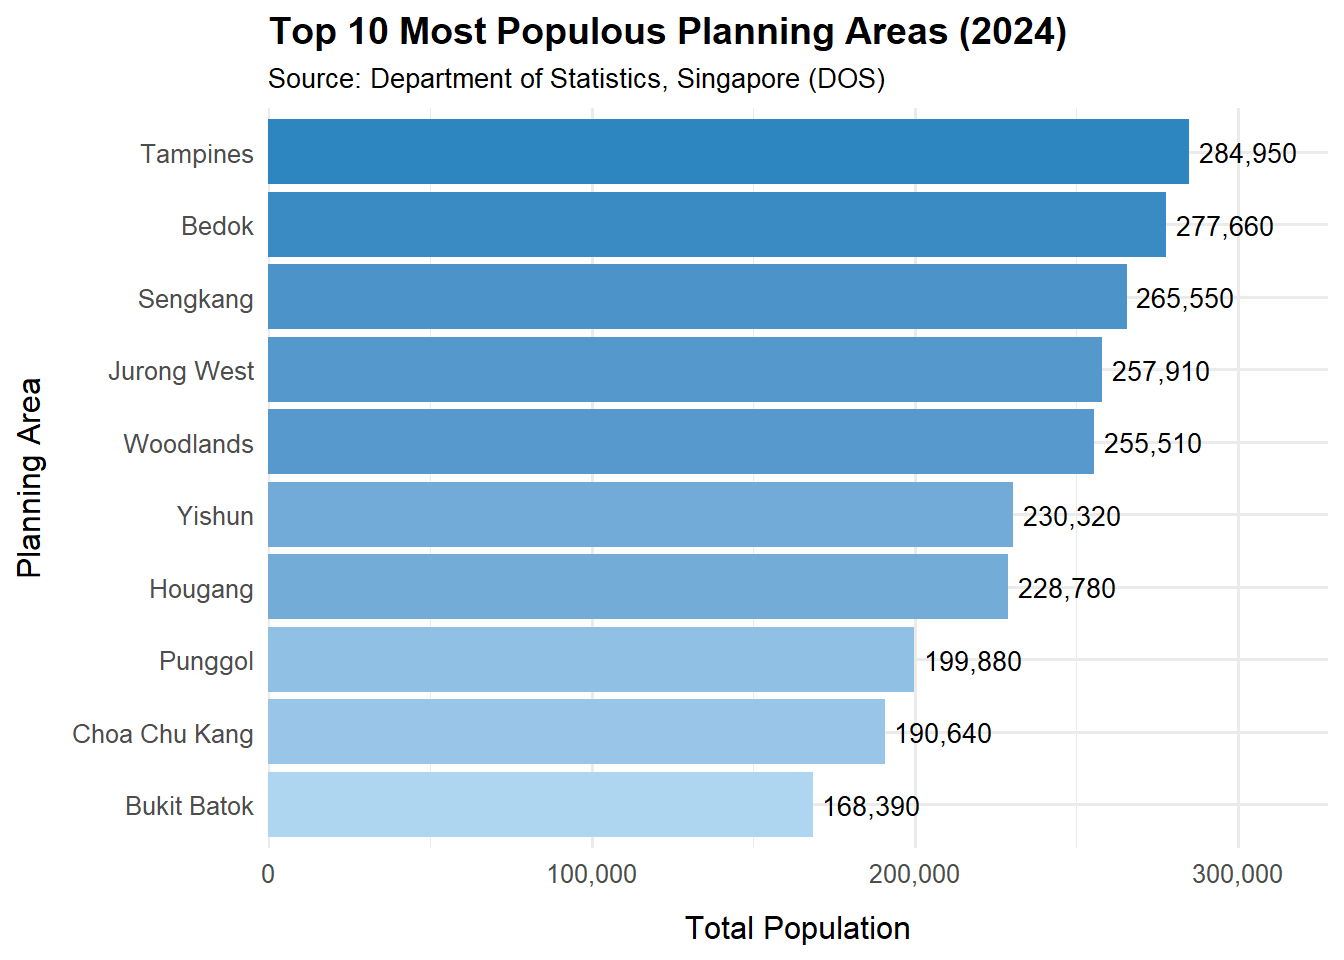 Top 10 Most Populous Planning Areas (2024)
Source: Department of Statistics, Singapore (DOS)
Planning Area
Tampines 284,950
Bedok 277,660
Sengkang 265,550
Jurong West 257,910
Woodlands 255,510
Yishun 230,320
Hougang 228,780
Punggol 199,880
Choa Chu Kang 190,640
Bukit Batok 168,390
0 100,000 200,000 300,000
Total Population